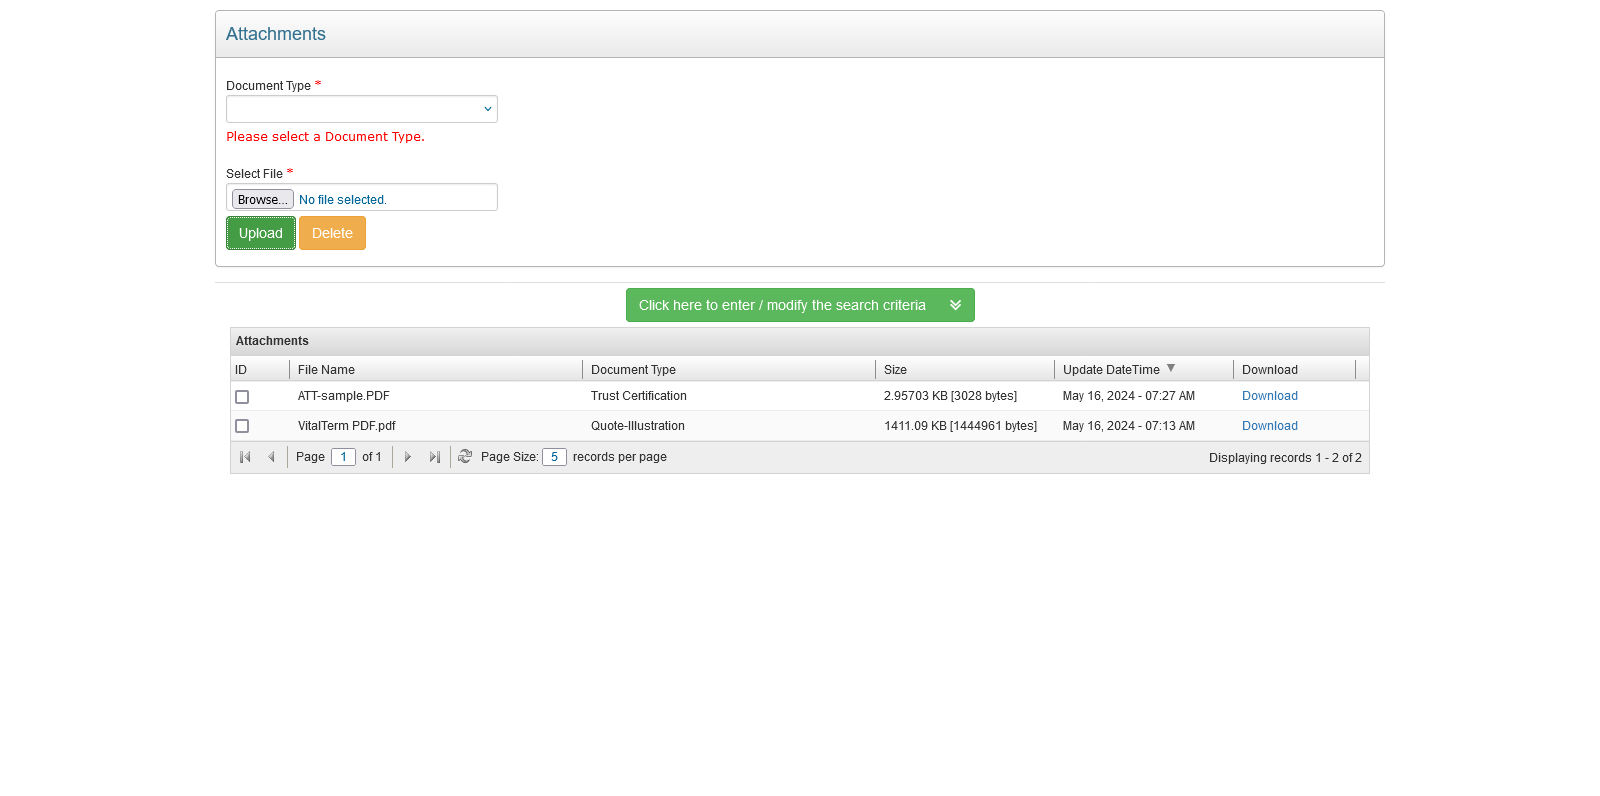 Attachments
Document Type *
Please select a Document Type.
Select File *
Browse... No file selected.
Upload Delete
Click here to enter / modify the search criteria
Attachments
ID File Name Document Type Size Update DateTime Download
ATT-sample.PDF Trust Certification 2.95703 KB [3028 bytes] May 16, 2024 - 07:27 AM Download
VitalTerm PDF.pdf Quote-Illustration 1411.09 KB [1444961 bytes] May 16, 2024 - 07:13 AM Download
Page 1 of 1 Page Size: 5 records per page Displaying records 1 - 2 of 2